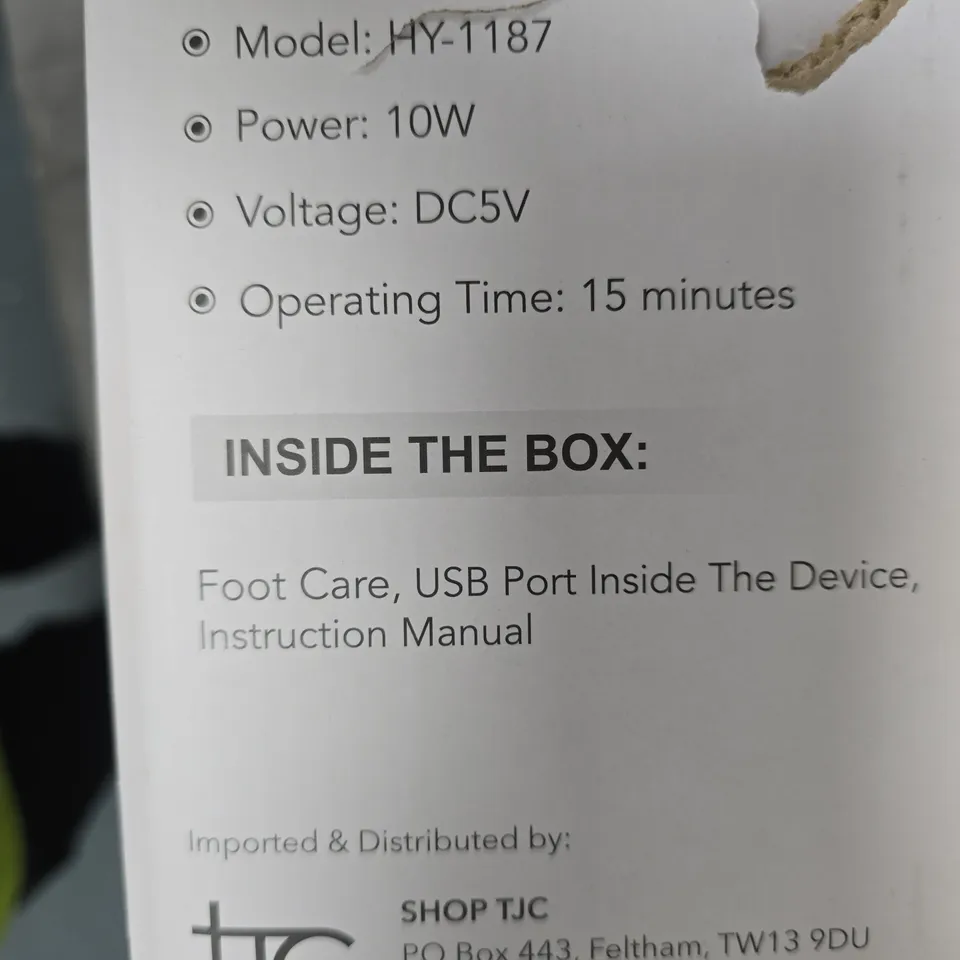 Model: HY-1187
Power: 10W
Voltage: DC5V
Operating Time: 15 minutes
INSIDE THE BOX:
Foot Care, USB Port Inside The Device,
Instruction Manual
Imported & Distributed by:
tjc
SHOP TJC
PO Box 443, Feltham, TW13 9DU